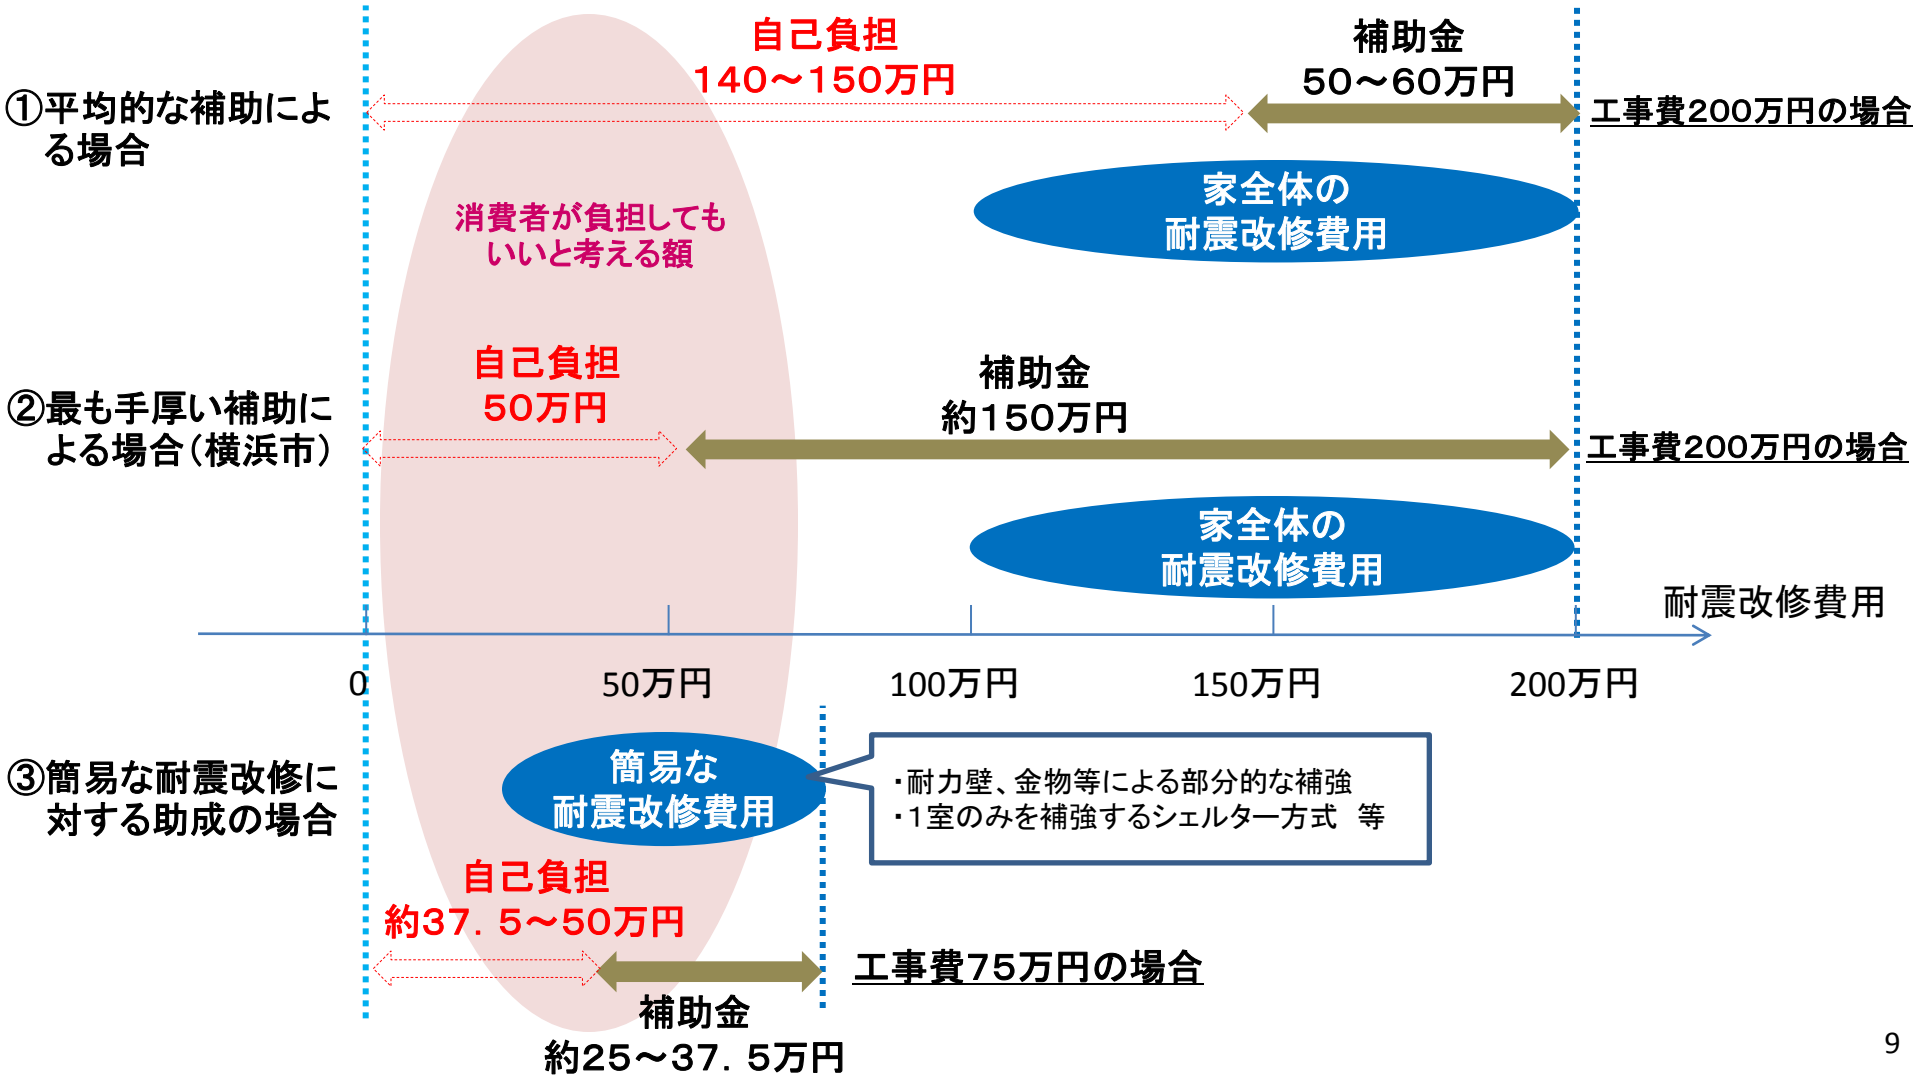 自己負担
140～150万円
補助金
50～60万円
①平均的な補助によ
る場合
工事費200万円の場合
家全体の
耐震改修費用
消費者が負担しても
いいと考える額
自己負担
50万円
補助金
約150万円
②最も手厚い補助に
よる場合（横浜市）
工事費200万円の場合
家全体の
耐震改修費用
耐震改修費用
0
50万円
100万円
150万円
200万円
③簡易な耐震改修に
対する助成の場合
簡易な
耐震改修費用
・耐力壁、金物等による部分的な補強
・１室のみを補強するシェルター方式　等
自己負担
約37．5～50万円
工事費75万円の場合
補助金
約25～37．5万円
9